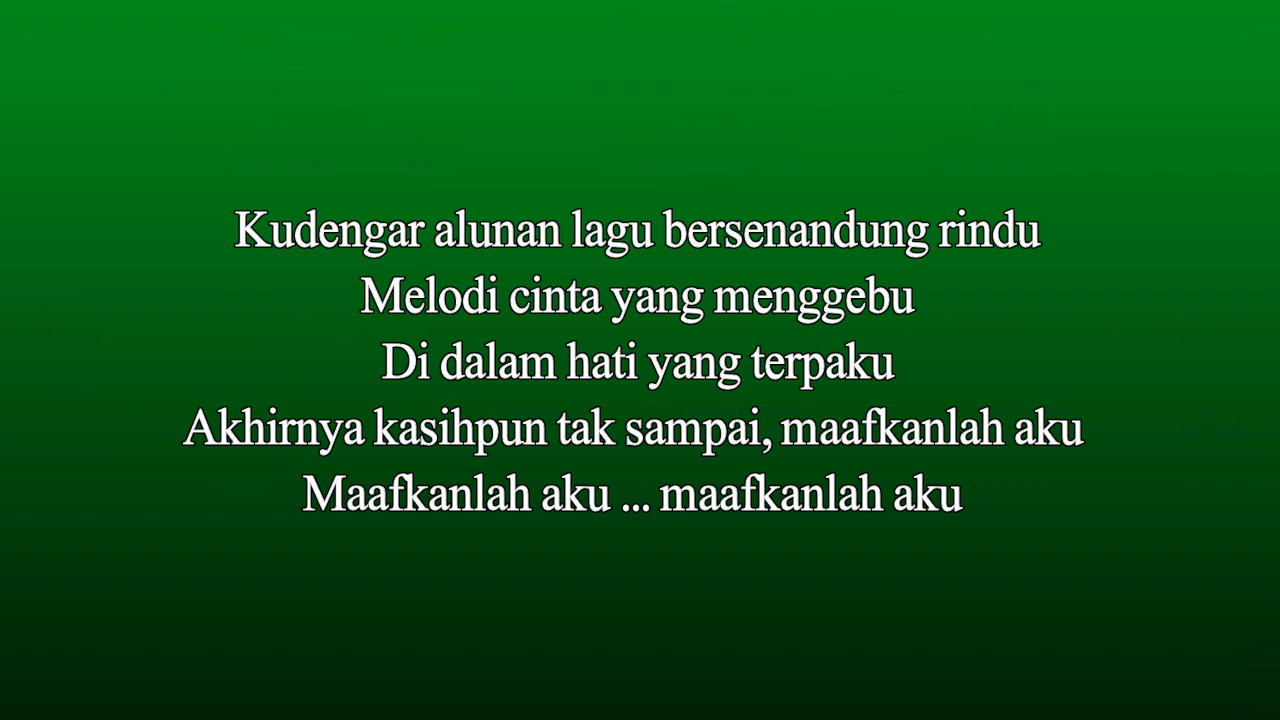 Kudengar alunan lagu bersenandung rindu
Melodi cinta yang menggebu
Di dalam hati yang terpaku
Akhirnya kasihpun tak sampai, maafkanlah aku
Maafkanlah aku ... maafkanlah aku